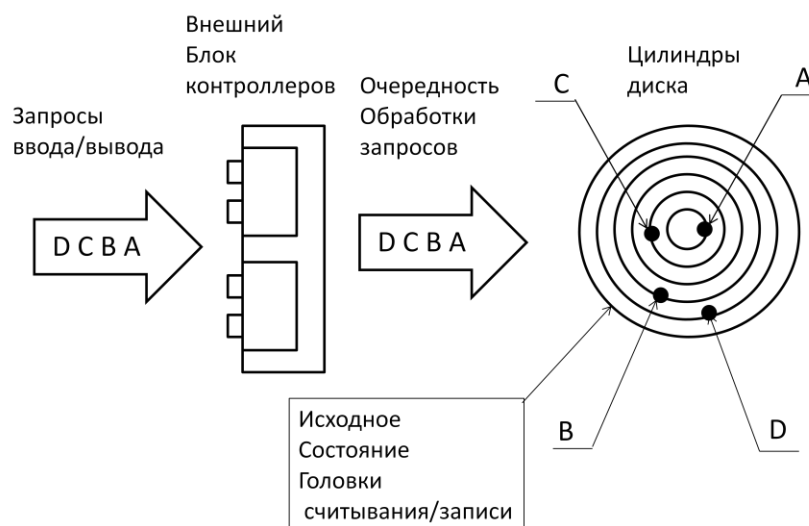 Внешний
Блок
контроллеров
Цилиндры
диска
A
C
Запросы
ввода/вывода
Очередность
Обработки
запросов
D C B A
D C B A
Исходное
Состояние
Головки
считывания/записи
B
D